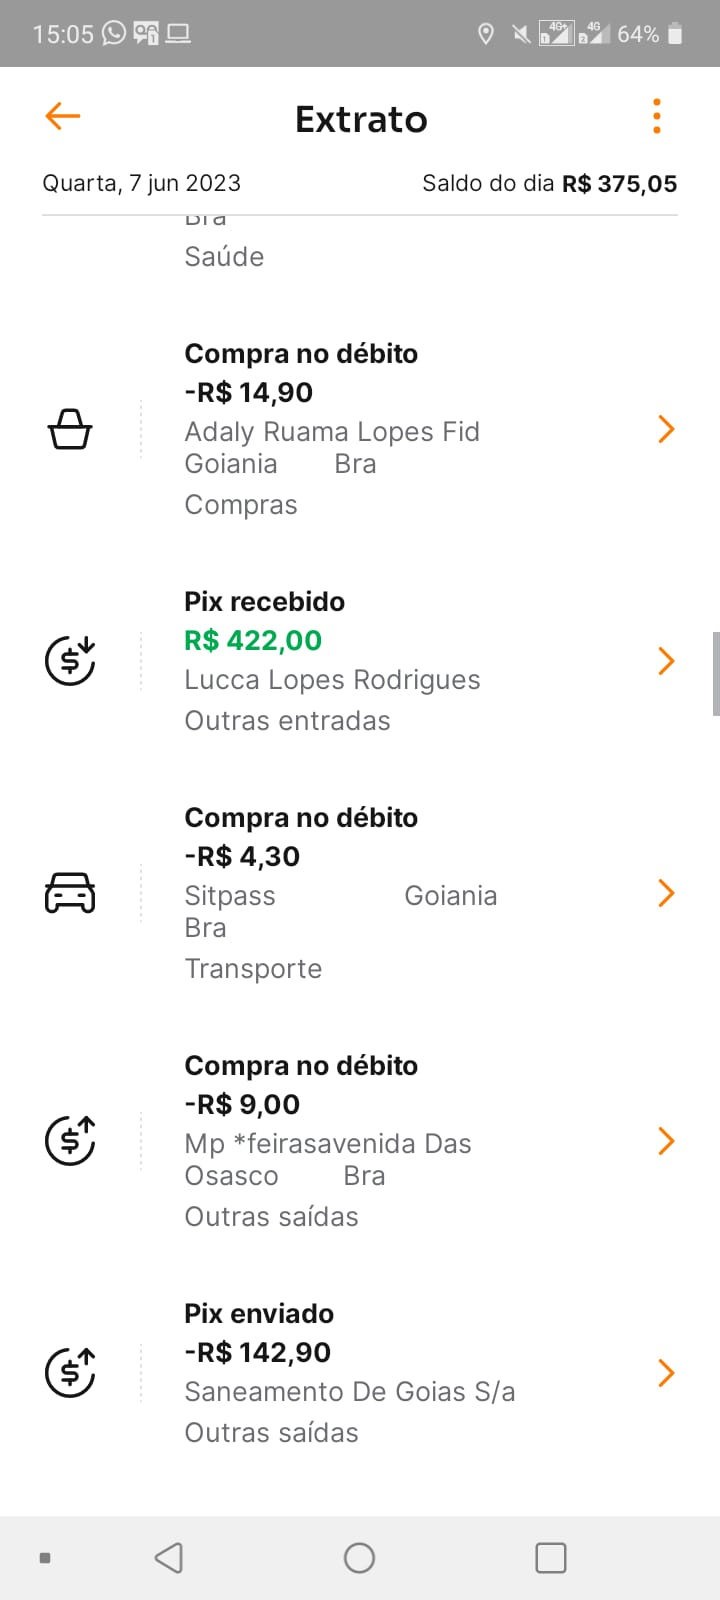 15:05 64%
Extrato
Quarta, 7 jun 2023 Saldo do dia R$ 375,05
Bra
Saúde
Compra no débito
-R$ 14,90
Adaly Ruama Lopes Fid
Goiania Bra
Compras
Pix recebido
R$ 422,00
Lucca Lopes Rodrigues
Outras entradas
Compra no débito
-R$ 4,30
Sitpass Goiania
Bra
Transporte
Compra no débito
-R$ 9,00
Mp *feirasavenida Das
Osasco Bra
Outras saídas
Pix enviado
-R$ 142,90
Saneamento De Goias S/a
Outras saídas